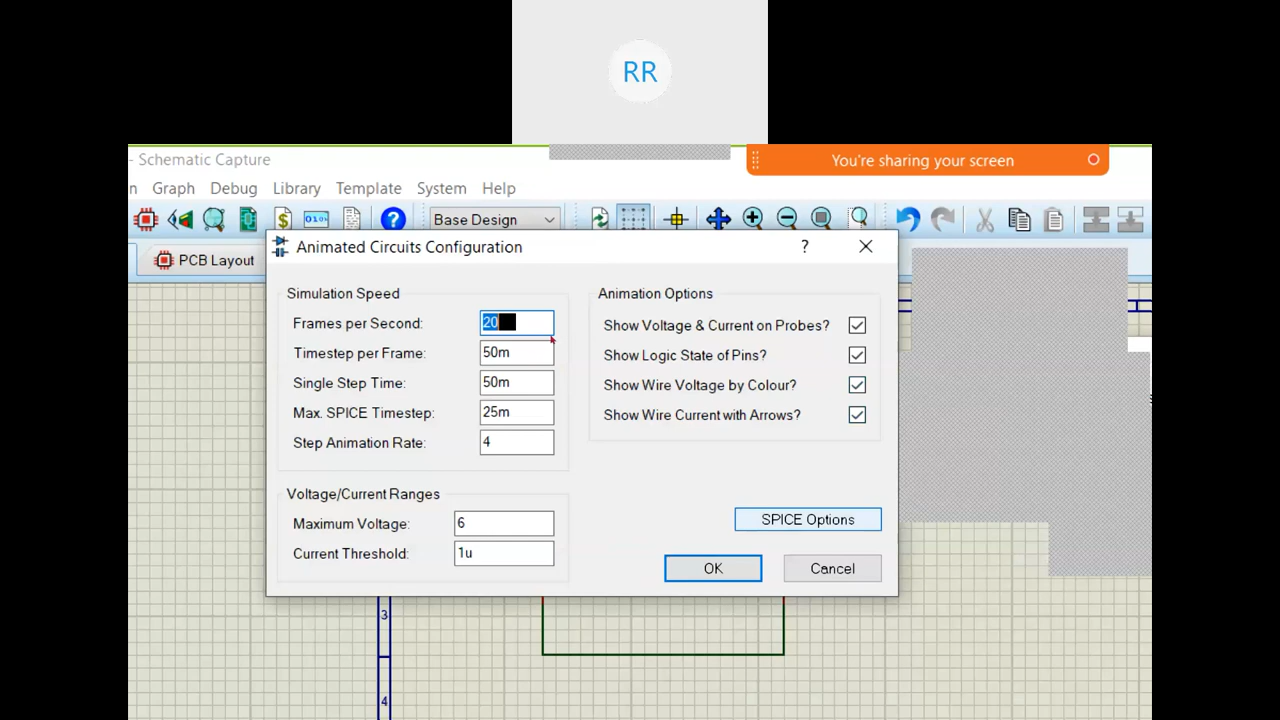 RR
- Schematic Capture
You're sharing your screen
n Graph Debug Library Template System Help
$ 0101 ? Base Design
PCB Layout
Animated Circuits Configuration ?
Simulation Speed
Frames per Second: 20
Timestep per Frame: 50m
Single Step Time: 50m
Max. SPICE Timestep: 25m
Step Animation Rate: 4
Animation Options
Show Voltage & Current on Probes?
Show Logic State of Pins?
Show Wire Voltage by Colour?
Show Wire Current with Arrows?
Voltage/Current Ranges
Maximum Voltage: 6
Current Threshold: 1u
SPICE Options
OK Cancel
3
4